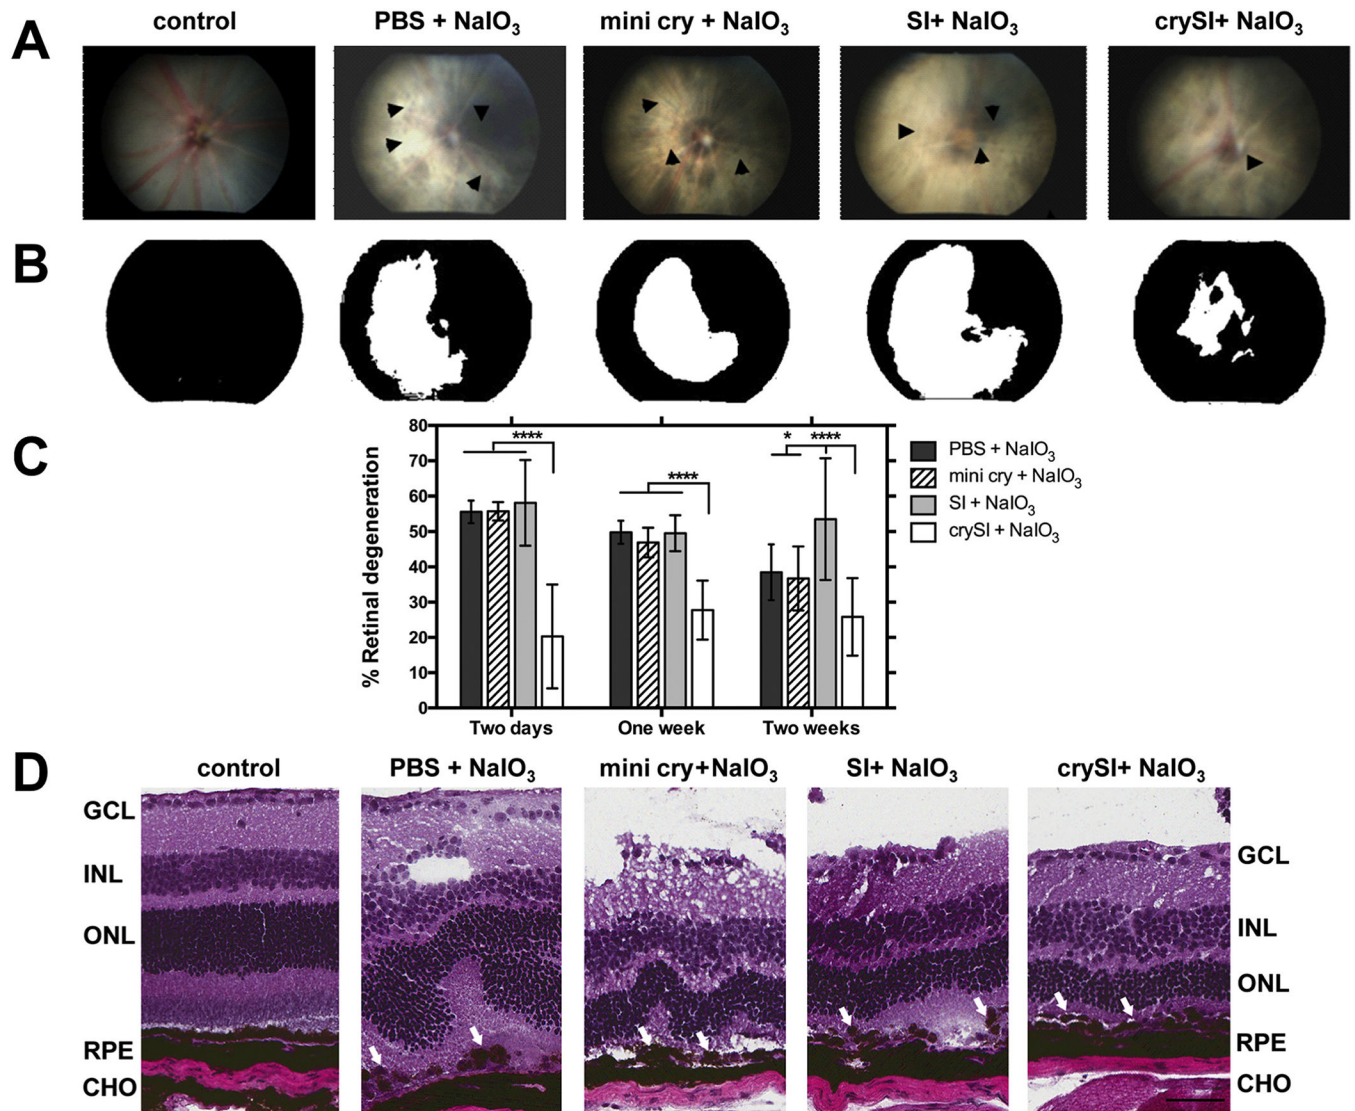 A
control
PBS + NaIO3
mini cry + NaIO3
SI+ NaIO3
crySI+ NaIO3
B
C
% Retinal degeneration
80
70
60
50
40
30
20
10
0
****
****
* ****
Two days
One week
Two weeks
PBS + NaIO3
mini cry + NaIO3
SI + NaIO3
crySI + NaIO3
D
control
PBS + NaIO3
mini cry+NaIO3
SI+ NaIO3
crySI+ NaIO3
GCL
INL
ONL
RPE
CHO
GCL
INL
ONL
RPE
CHO